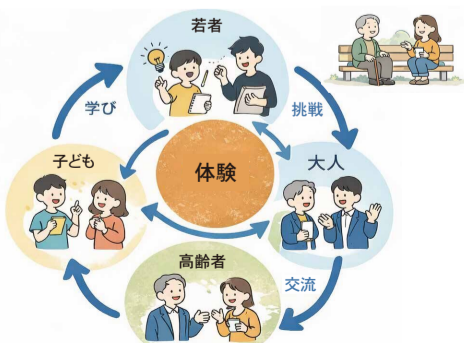 若者
学び
挑戦
子ども
体験
大人
高齢者
交流